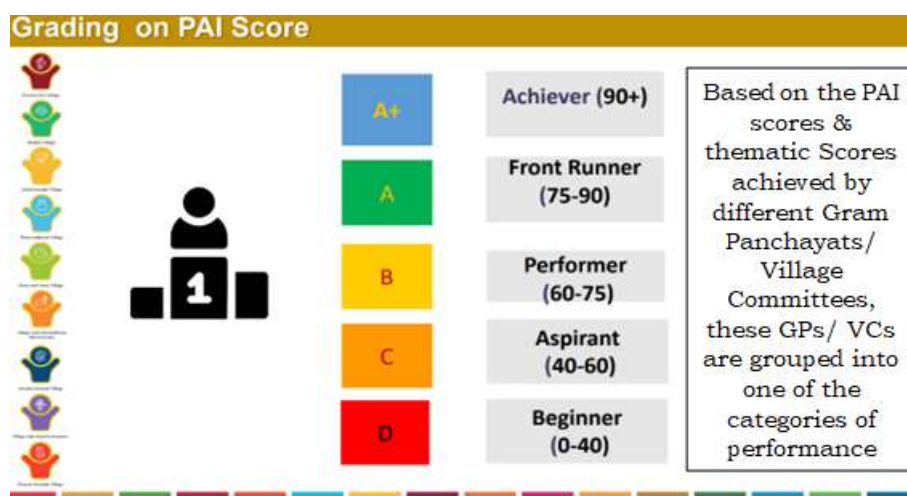 Grading on PAI Score
A+
Achiever (90+)
A
Front Runner
(75-90)
B
Performer
(60-75)
C
Aspirant
(40-60)
D
Beginner
(0-40)
1
Based on the PAI
scores &
thematic Scores
achieved by
different Gram
Panchayats/
Village
Committees,
these GPs/ VCs
are grouped into
one of the
categories of
performance